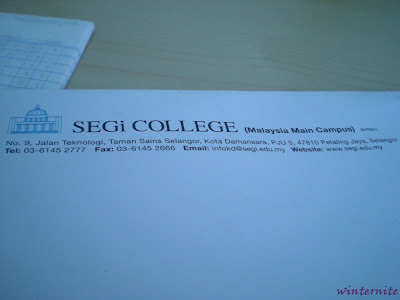 SEGi COLLEGE (Malaysia Main Campus)
No. 9, Jalan Teknologi, Taman Sains Selangor, Kota Damansara, PJU 5, 47810 Petaling Jaya, Selangor
Tel: 03-6145 2777 Fax: 03-6145 2666 Email: infokd@segi.edu.my Website: www.segi.edu.my
winternite